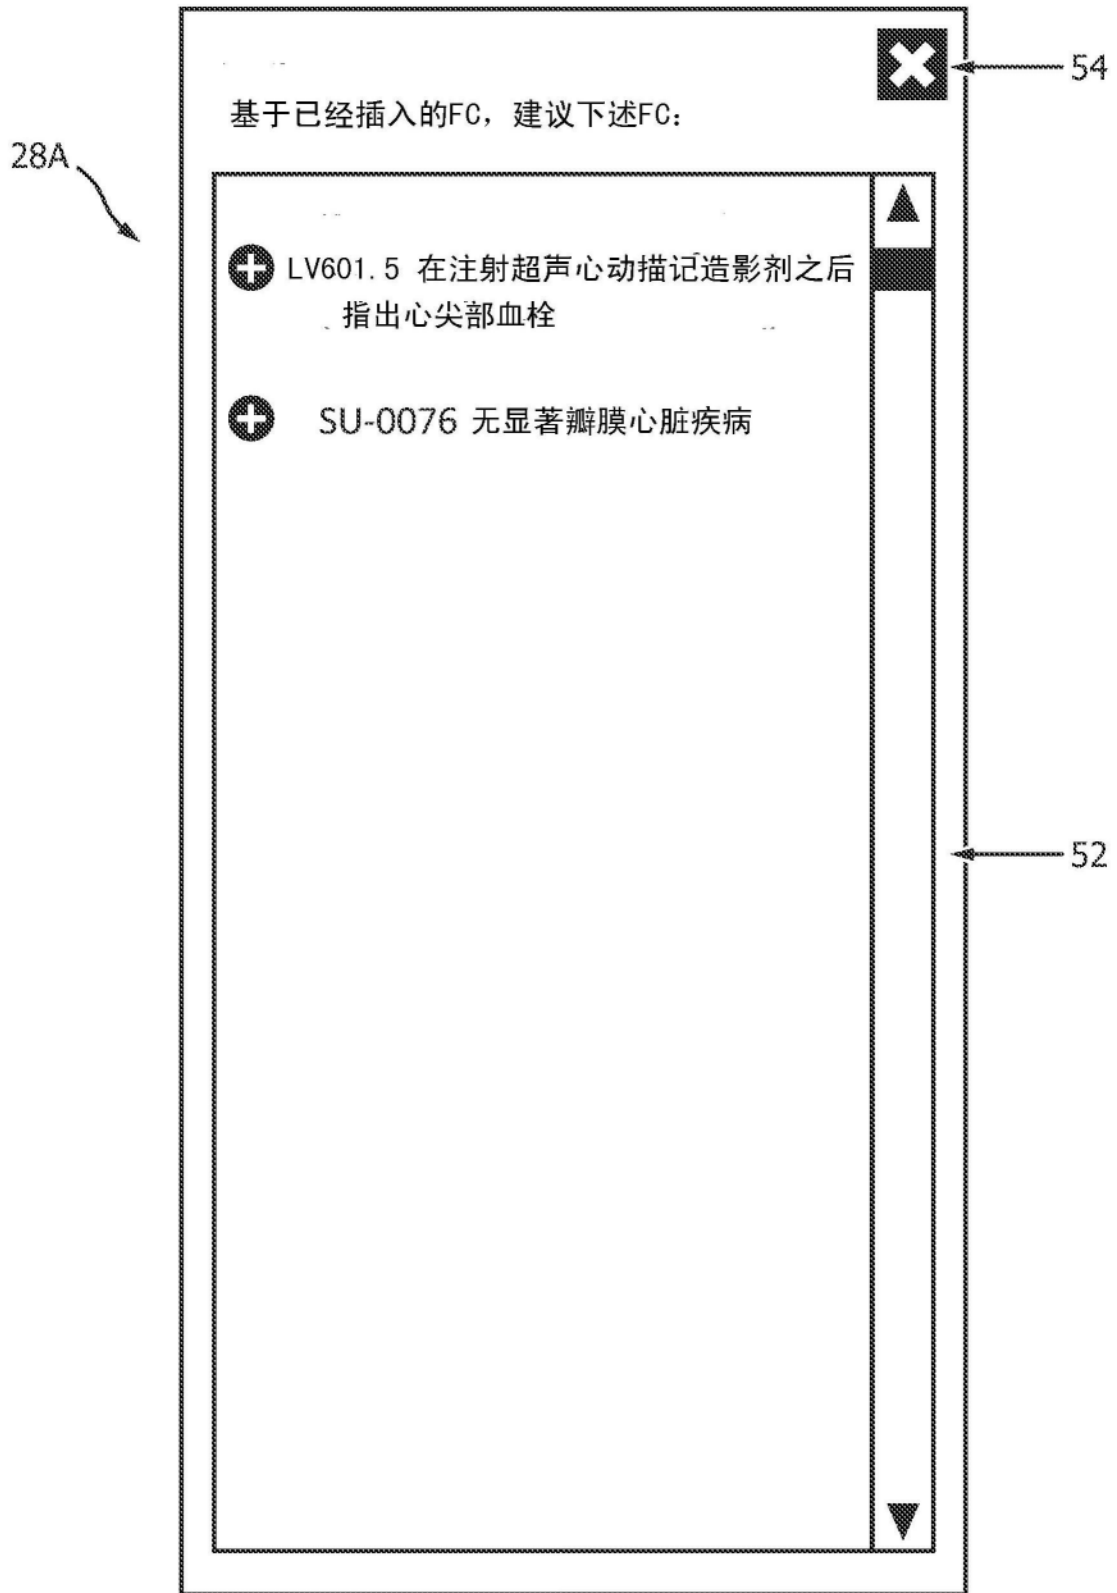 54
基于已经插入的FC，建议下述FC：
28A
LV601.5 在注射超声心动描记造影剂之后
指出心尖部血栓
SU-0076 无显著瓣膜心脏疾病
52